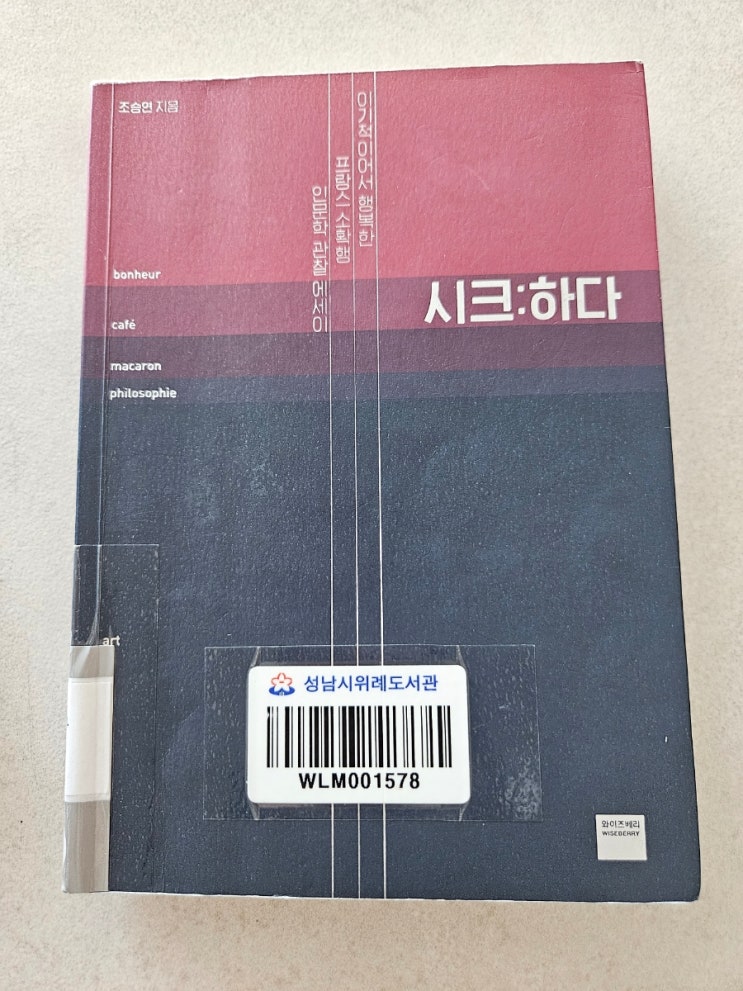 조승연 지음
이기적이어서 행복한
프랑스 소확행
인문학 관찰 에세이
시크:하다
bonheur
café
macaron
philosophie
art
성남시위례도서관
WLM001578
와이즈베리
WISEBERRY